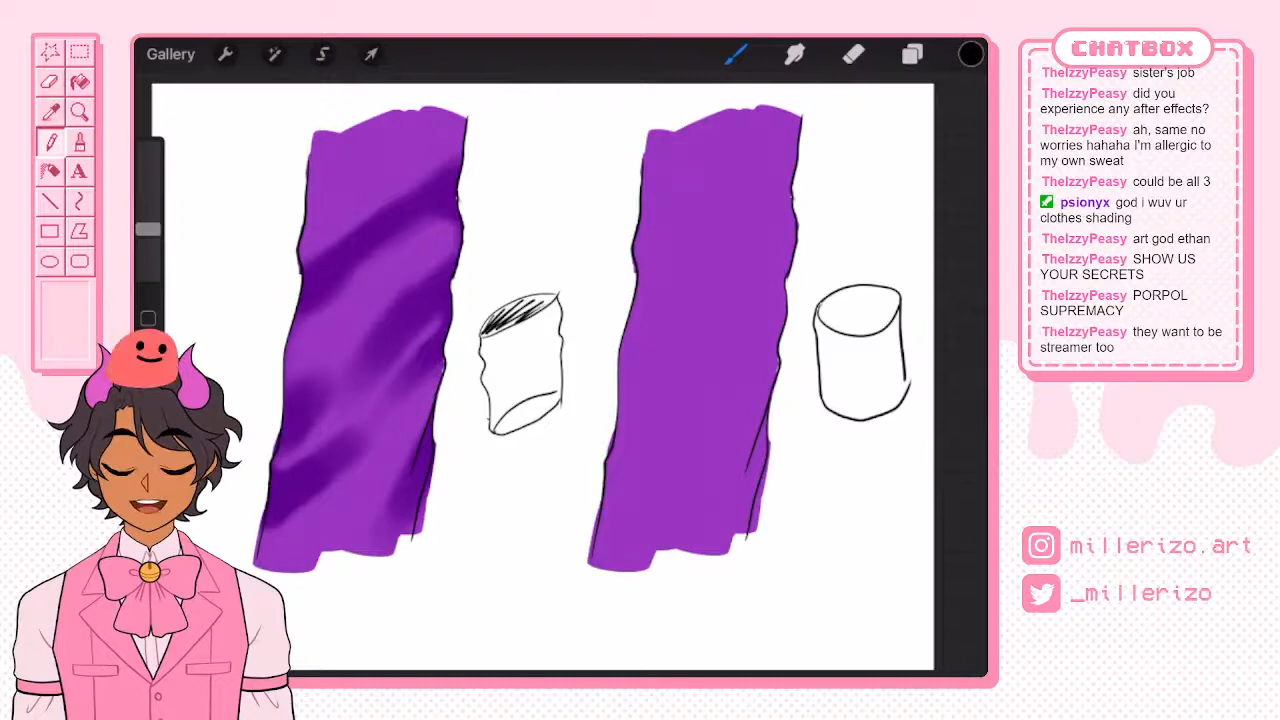 Gallery
CHATBOX
TheIzzyPeasy sister's job
TheIzzyPeasy did you
experience any after effects?
TheIzzyPeasy ah, same no
worries hahaha I'm allergic to
my own sweat
TheIzzyPeasy could be all 3
psionyx god i wuv ur
clothes shading
TheIzzyPeasy art god ethan
TheIzzyPeasy SHOW US
YOUR SECRETS
TheIzzyPeasy PORPOL
SUPREMACY
TheIzzyPeasy they want to be
streamer too
A
millerizo.art
_millerizo